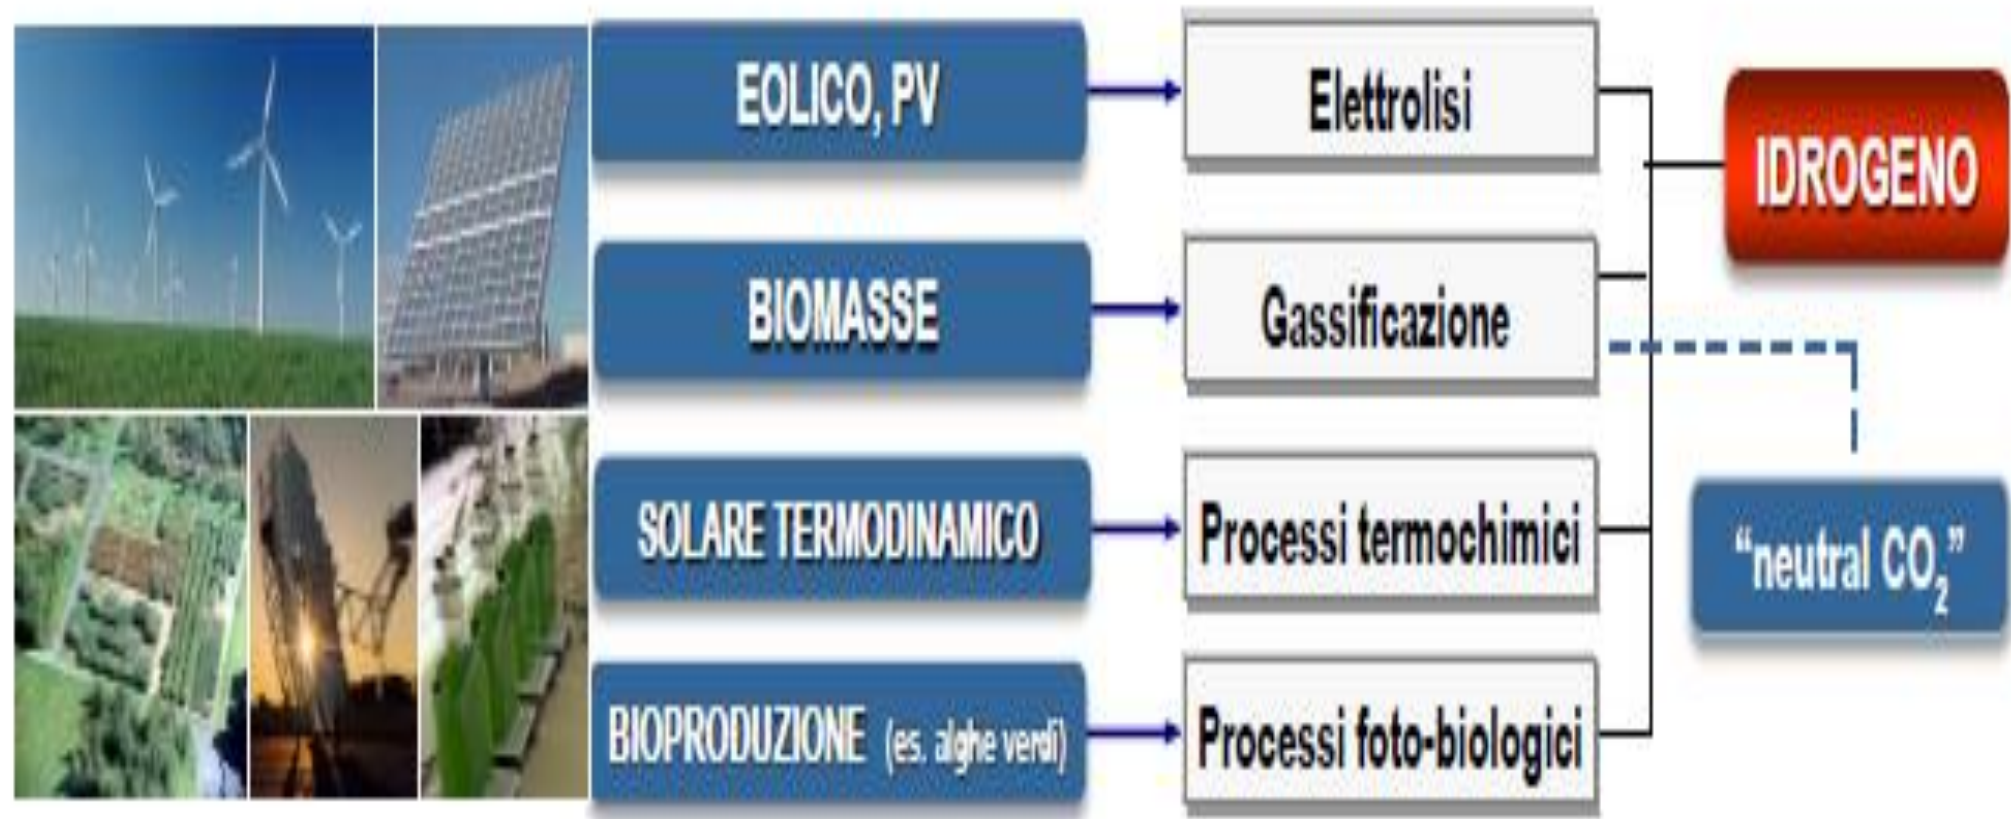 EOLICO, PV
Elettrolisi
IDROGENO
BIOMASSE
Gassificazione
SOLARE TERMODINAMICO
Processi termochimici
“neutral CO₂”
BIOPRODUZIONE (es. alghe verdi)
Processi foto-biologici